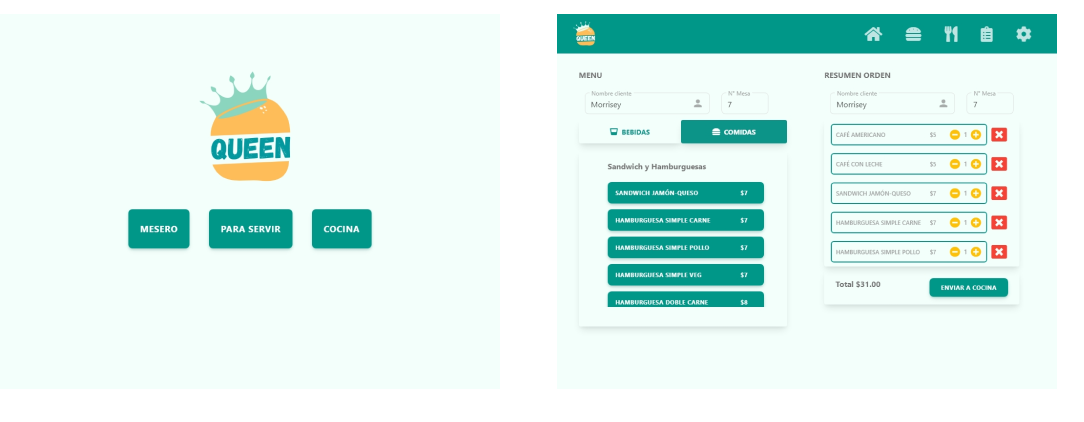 QUEEN
MESERO
PARA SERVIR
COCINA
QUEEN
MENU
Nombre cliente
Morrisey
N° Mesa
7
BEBIDAS
COMIDAS
Sandwich y Hamburguesas
SANDWICH JAMÓN-QUESO $7
HAMBURGUESA SIMPLE CARNE $7
HAMBURGUESA SIMPLE POLLO $7
HAMBURGUESA SIMPLE VEG $7
HAMBURGUESA DOBLE CARNE $8
RESUMEN ORDEN
Nombre cliente
Morrisey
N° Mesa
7
CAFÉ AMERICANO $5 1
CAFÉ CON LECHE $5 1
SANDWICH JAMÓN-QUESO $7 1
HAMBURGUESA SIMPLE CARNE $7 1
HAMBURGUESA SIMPLE POLLO $7 1
Total $31.00
ENVIAR A COCINA